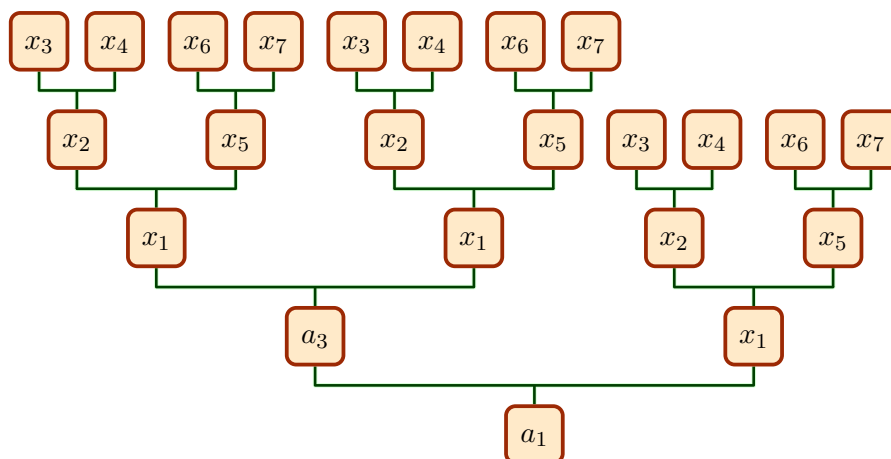 x₃ x₄ x₆ x₇ x₃ x₄ x₆ x₇
x₂ x₅ x₂ x₅ x₃ x₄ x₆ x₇
x₁ x₁ x₂ x₅
a₃ x₁
a₁